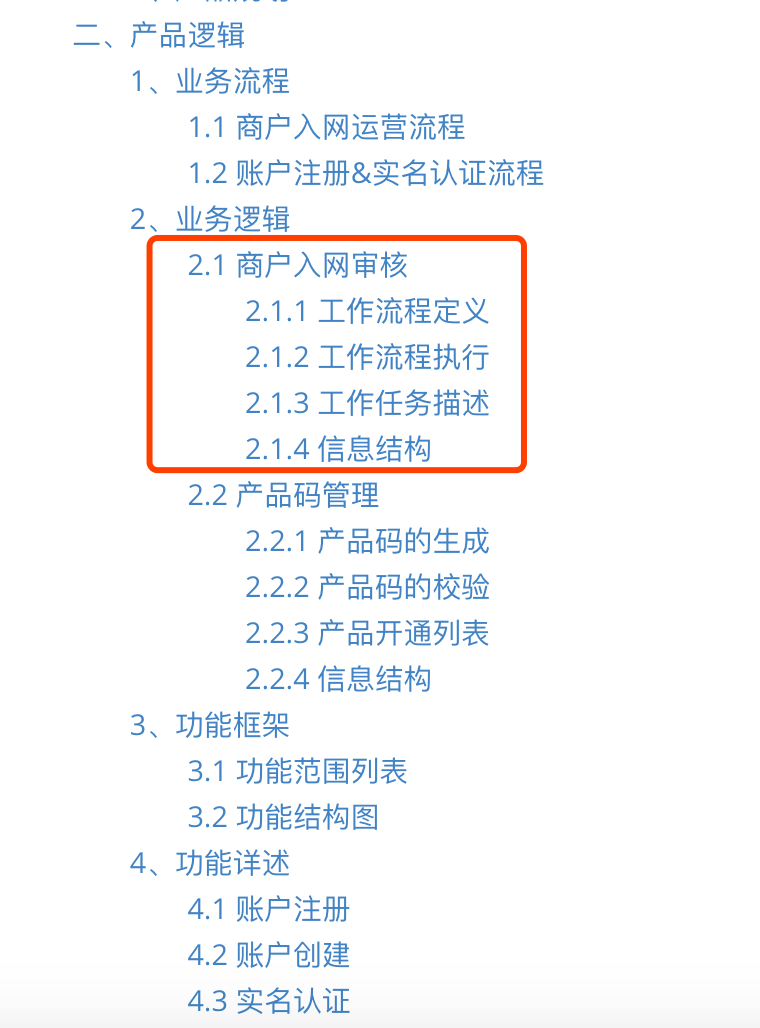 二、产品逻辑
1、业务流程
1.1 商户入网运营流程
1.2 账户注册&实名认证流程
2、业务逻辑
2.1 商户入网审核
2.1.1 工作流程定义
2.1.2 工作流程执行
2.1.3 工作任务描述
2.1.4 信息结构
2.2 产品码管理
2.2.1 产品码的生成
2.2.2 产品码的校验
2.2.3 产品开通列表
2.2.4 信息结构
3、功能框架
3.1 功能范围列表
3.2 功能结构图
4、功能详述
4.1 账户注册
4.2 账户创建
4.3 实名认证